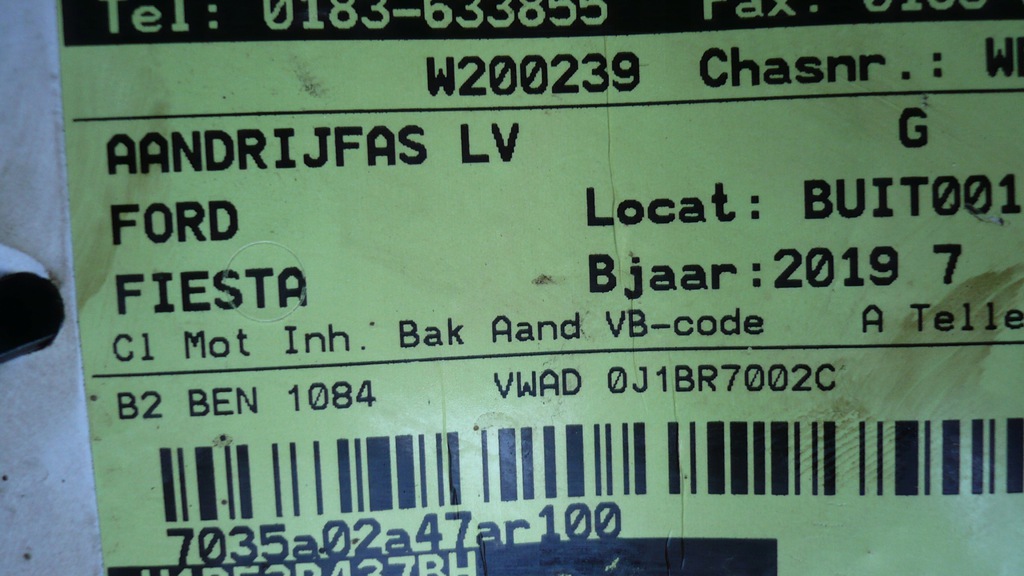 Tel: 0183-633855 Fax:
W200239 Chasnr.:
AANDRIJFAS LV G
FORD Locat: BUIT001
FIESTA Bjaar:2019 7
Cl Mot Inh. Bak Aand VB-code A Telle
B2 BEN 1084 VWAD 0J1BR7002C
7035a02a47ar100